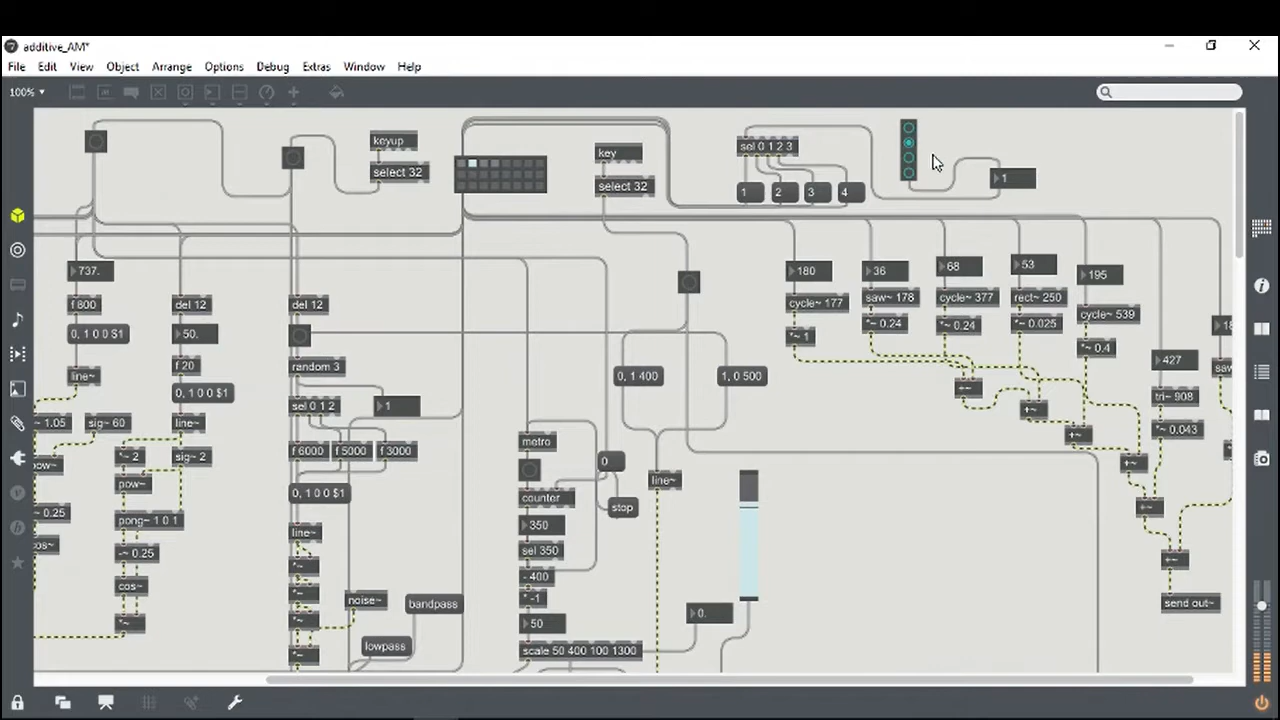 additive_AM*
File Edit View Object Arrange Options Debug Extras Window Help
100%
keyup
select 32
key
select 32
sel 0 1 2 3
1 2 3 4
1
737.
f 800
0, 1 0 0 $1
line~
del 12
50.
f 20
0, 1 0 0 $1
line~
sig~ 2
~ 1.05
sig~ 60
pow~
~ 0.25
cos~
*~ 2
pow~
pong~ 1 0 1
-~ 0.25
cos~
*~
del 12
random 3
sel 0 1 2
1
f 6000
f 5000
f 3000
0, 1 0 0 $1
line~
*~
*~
*~
*~
noise~
bandpass
lowpass
metro
0
counter
stop
350
sel 350
- 400
* -1
50
scale 50 400 100 1300
0, 1 400
1, 0 500
line~
0.
180
cycle~ 177
*~ 1
36
saw~ 178
*~ 0.24
68
cycle~ 377
*~ 0.24
53
rect~ 250
*~ 0.025
195
cycle~ 539
*~ 0.4
427
tri~ 908
*~ 0.043
+~
+~
+~
+~
+~
+~
send out~